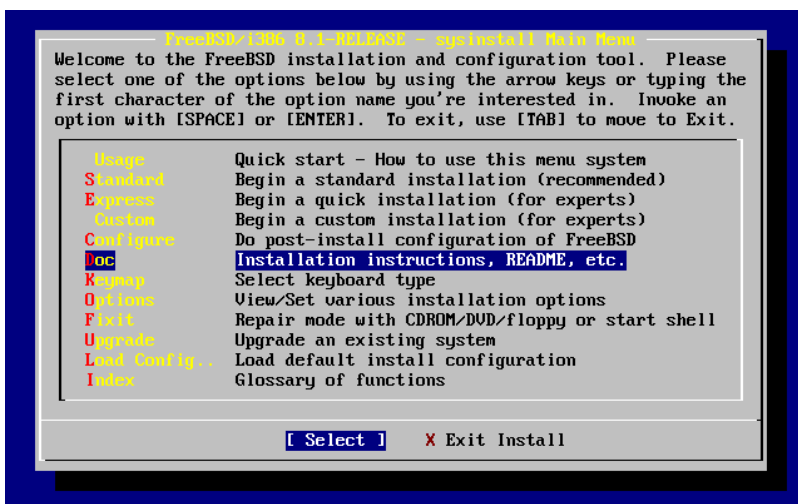 FreeBSD/i386 8.1-RELEASE - sysinstall Main Menu
Welcome to the FreeBSD installation and configuration tool.  Please
select one of the options below by using the arrow keys or typing the
first character of the option name you're interested in.  Invoke an
option with [SPACE] or [ENTER].  To exit, use [TAB] to move to Exit.
Usage Quick start - How to use this menu system
Standard Begin a standard installation (recommended)
Express Begin a quick installation (for experts)
Custom Begin a custom installation (for experts)
Configure Do post-install configuration of FreeBSD
Doc Installation instructions, README, etc.
Keymap Select keyboard type
Options View/Set various installation options
Fixit Repair mode with CDROM/DVD/floppy or start shell
Upgrade Upgrade an existing system
Load Config.. Load default install configuration
Index Glossary of functions
[ Select ] X Exit Install